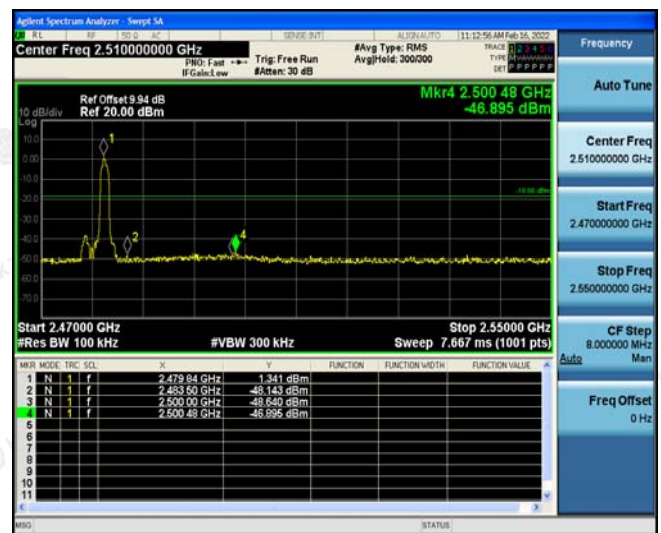 Agilent Spectrum Analyzer - Swept SA
RL RF 50 Ω AC SENSE:INT ALIGNAUTO 11:12:56 AM Feb 16, 2022
Center Freq 2.510000000 GHz
PNO: Fast Trig: Free Run #Avg Type: RMS TRACE 1 2 3 4 5 6
IFGain:Low #Atten: 30 dB Avg|Hold: 300/300 TYPE
DET P P P P P P
Frequency
Auto Tune
Center Freq
2.510000000 GHz
Start Freq
2.470000000 GHz
Stop Freq
2.550000000 GHz
CF Step
8.000000 MHz
Auto Man
Freq Offset
0 Hz
Mkr4 2.500 48 GHz
-46.895 dBm
Ref Offset 9.94 dB
10 dB/div Ref 20.00 dBm
Log
10.0
0.00
-10.0
-20.0
-30.0
-40.0
-50.0
-60.0
-70.0
1
2
4
Start 2.47000 GHz Stop 2.55000 GHz
#Res BW 100 kHz #VBW 300 kHz Sweep 7.667 ms (1001 pts)
MKR MODE TRC SCL X Y FUNCTION FUNCTION WIDTH FUNCTION VALUE
1 N 1 f 2.479 84 GHz 1.341 dBm
2 N 1 f 2.483 50 GHz -48.143 dBm
3 N 1 f 2.500 00 GHz -48.640 dBm
4 N 1 f 2.500 48 GHz -46.895 dBm
5
6
7
8
9
10
11
MSG STATUS